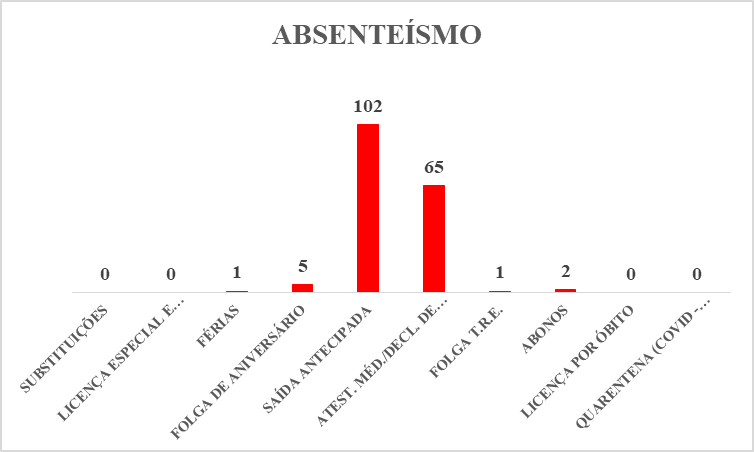 ABSENTEÍSMO
102
65
0
0
1
5
1
2
0
0
SUBSTITUIÇÕES
LICENÇA ESPECIAL E...
FÉRIAS
FOLGA DE ANIVERSÁRIO
SAÍDA ANTECIPADA
ATEST. MÉD./DECL. DE...
FOLGA T.R.E.
ABONOS
LICENÇA POR ÓBITO
QUARENTENA (COVID -...